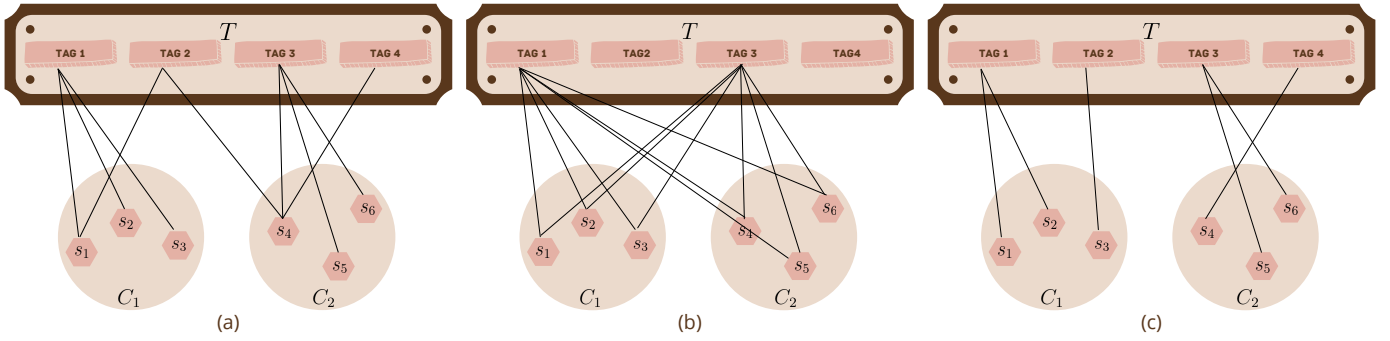 T
TAG 1 TAG 2 TAG 3 TAG 4
s1
s2
s3
C1
s4
s5
s6
C2
(a)
T
TAG 1 TAG2 TAG 3 TAG4
s1
s2
s3
C1
s4
s5
s6
C2
(b)
T
TAG 1 TAG 2 TAG 3 TAG 4
s1
s2
s3
C1
s4
s5
s6
C2
(c)